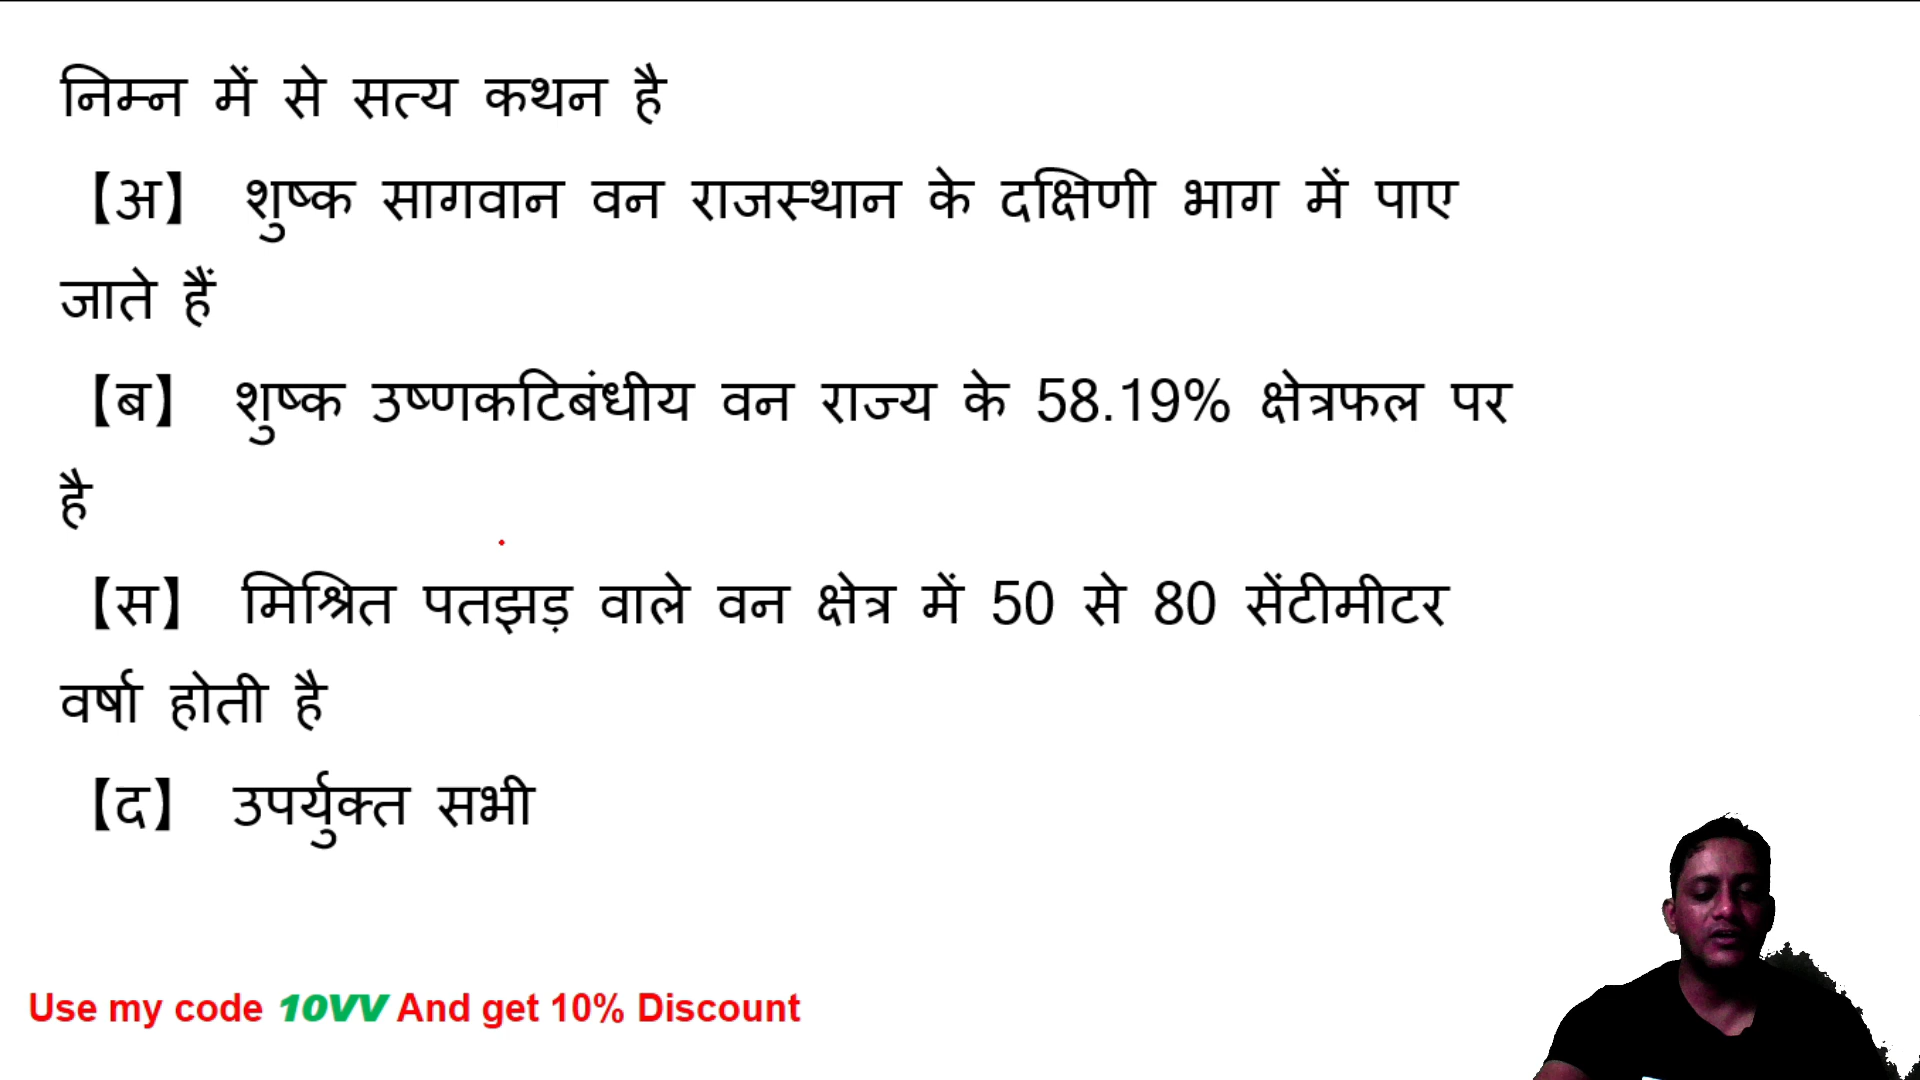 निम्न में से सत्य कथन है
【अ】 शुष्क सागवान वन राजस्थान के दक्षिणी भाग में पाए
जाते हैं
【ब】 शुष्क उष्णकटिबंधीय वन राज्य के 58.19% क्षेत्रफल पर
है
【स】 मिश्रित पतझड़ वाले वन क्षेत्र में 50 से 80 सेंटीमीटर
वर्षा होती है
【द】 उपर्युक्त सभी
Use my code 10VV And get 10% Discount